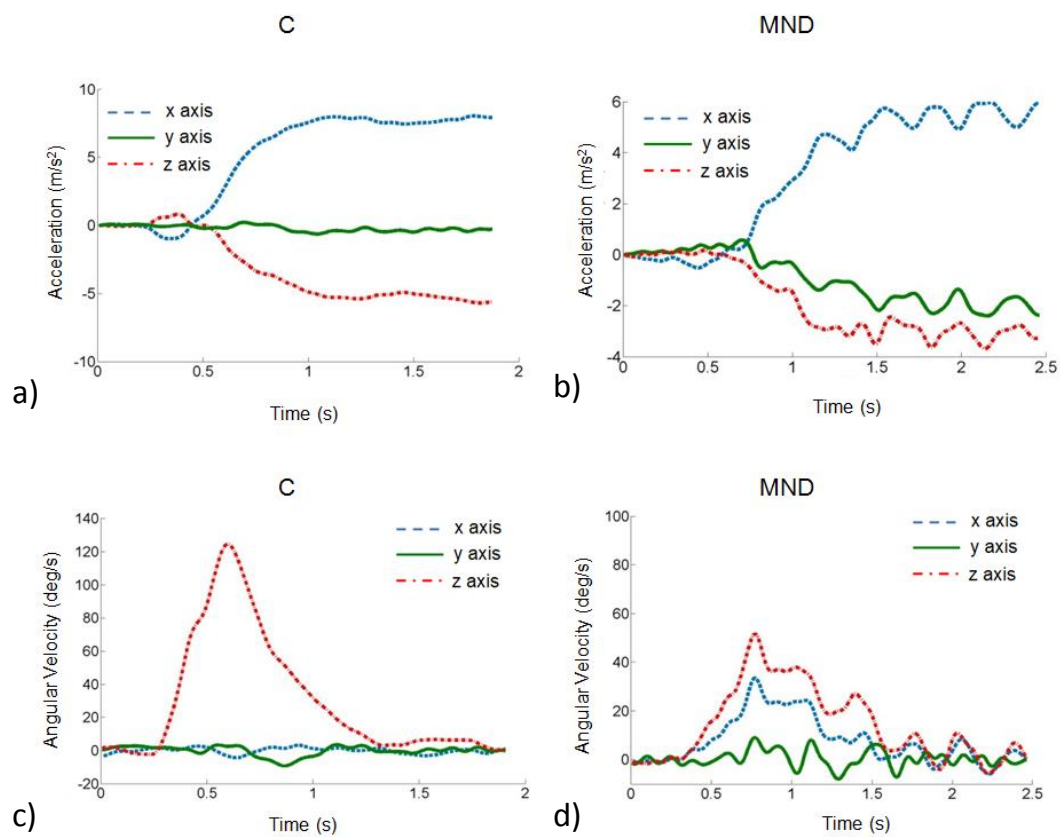 C
10
5
0
-5
-10
0
0.5
1
1.5
2
x axis
y axis
z axis
Acceleration (m/s²)
Time (s)
a)
MND
6
4
2
0
-2
-4
0
0.5
1
1.5
2
2.5
x axis
y axis
z axis
Acceleration (m/s²)
Time (s)
b)
C
140
120
100
80
60
40
20
0
-20
0
0.5
1
1.5
2
x axis
y axis
z axis
Angular Velocity (deg/s)
Time (s)
c)
MND
100
80
60
40
20
0
0
0.5
1
1.5
2
2.5
x axis
y axis
z axis
Angular Velocity (deg/s)
Time (s)
d)